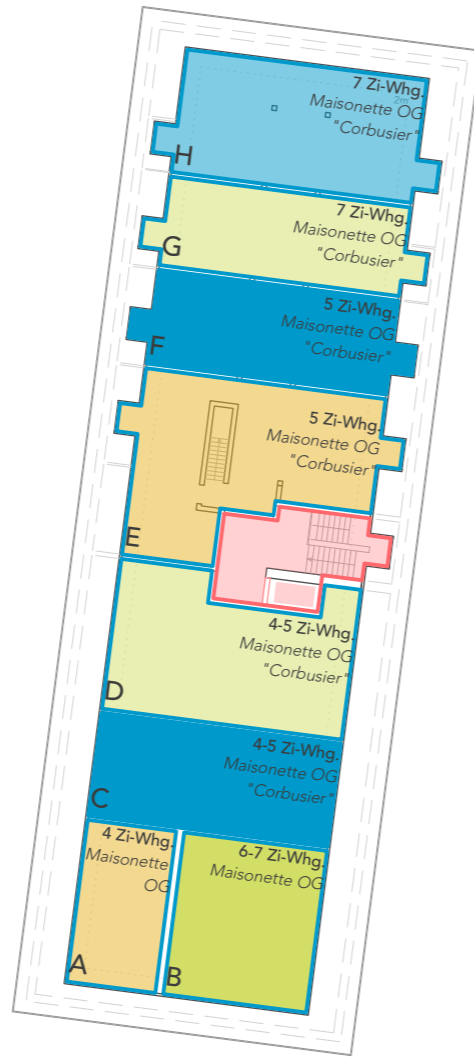 7 Zi-Whg.
2m
Maisonette OG
"Corbusier"
H
7 Zi-Whg.
Maisonette OG
"Corbusier"
G
5 Zi-Whg.
Maisonette OG
"Corbusier"
F
5 Zi-Whg.
Maisonette OG
"Corbusier"
E
4-5 Zi-Whg.
Maisonette OG
"Corbusier"
D
4-5 Zi-Whg.
Maisonette OG
"Corbusier"
C
4 Zi-Whg.
Maisonette
OG
A
6-7 Zi-Whg.
Maisonette OG
B